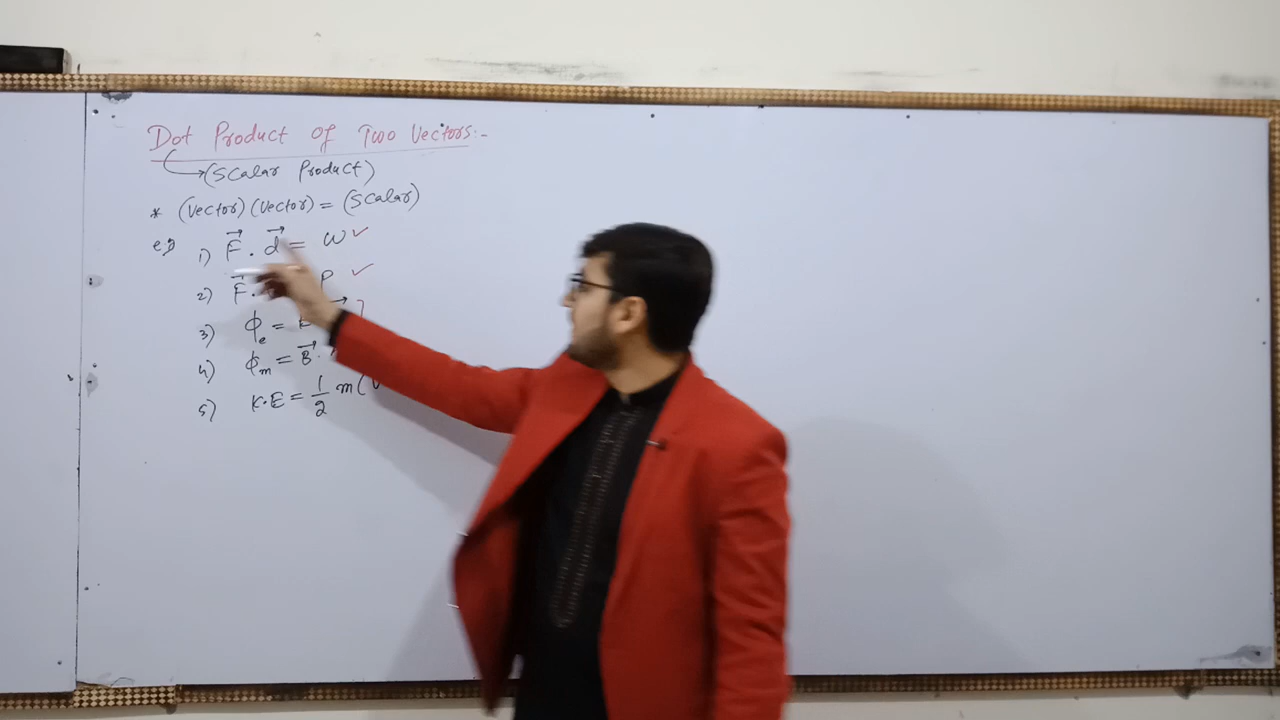 Dot Product of Two Vectors:-
(Scalar Product)
* (Vector) (Vector) = (Scalar)
e.g 1) F⃗ . d⃗ = W ✓
2) F⃗ . P ✓
3) ϕₑ =
4) ϕₘ = B⃗ .
5) K.E = 1/2 m(V